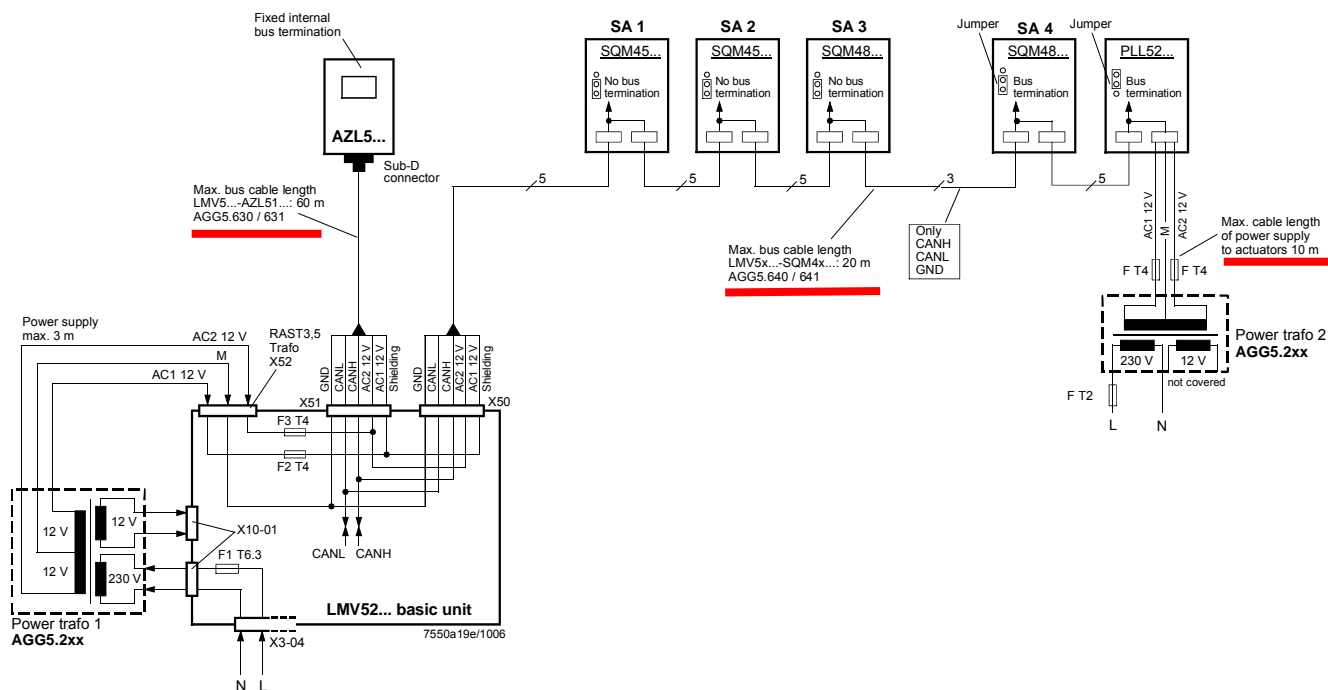 Fixed internal
bus termination
AZL5...
Sub-D
connector
Max. bus cable length
LMV5...-AZL51...: 60 m
AGG5.630 / 631
SA 1
SQM45...
No bus
termination
SA 2
SQM45...
No bus
termination
SA 3
SQM48...
No bus
termination
Jumper
SA 4
SQM48...
Bus
termination
Jumper
PLL52...
Bus
termination
5
5
5
3
5
Max. bus cable length
LMV5x...-SQM4x...: 20 m
AGG5.640 / 641
Only
CANH
CANL
GND
AC1 12 V
M
AC2 12 V
Max. cable length
of power supply
to actuators 10 m
F T4
F T4
230 V
12 V
Power trafo 2
AGG5.2xx
not covered
F T2
L
N
Power supply
max. 3 m
AC2 12 V
M
AC1 12 V
RAST3,5
Trafo
X52
GND
CANL
CANH
AC2 12 V
AC1 12 V
Shielding
GND
CANL
CANH
AC2 12 V
AC1 12 V
Shielding
X51
X50
F3 T4
F2 T4
12 V
12 V
12 V
230 V
X10-01
F1 T6.3
CANL
CANH
LMV52... basic unit
7550a19e/1006
Power trafo 1
AGG5.2xx
X3-04
N
L